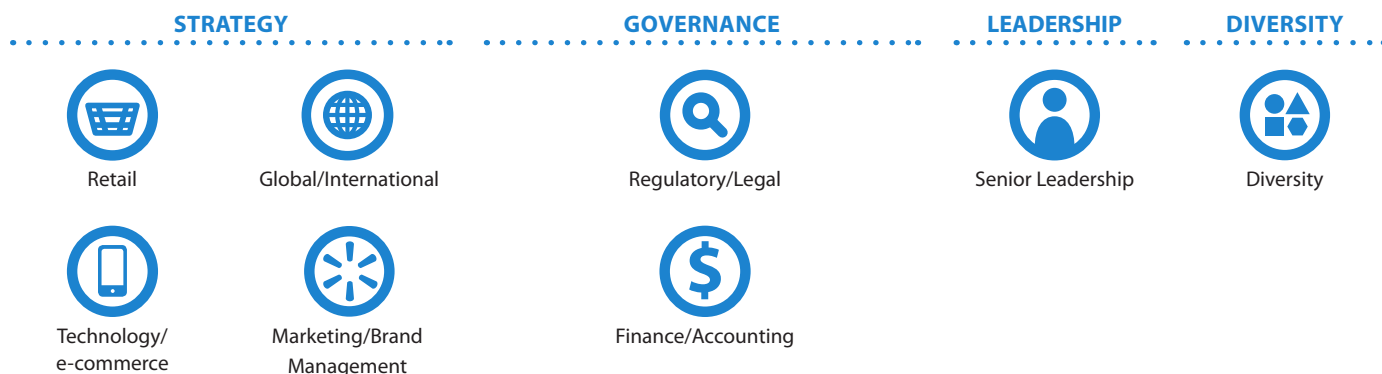 STRATEGY
GOVERNANCE
LEADERSHIP
DIVERSITY
Retail
Global/International
Regulatory/Legal
Senior Leadership
Diversity
Technology/
e-commerce
Marketing/Brand
Management
Finance/Accounting